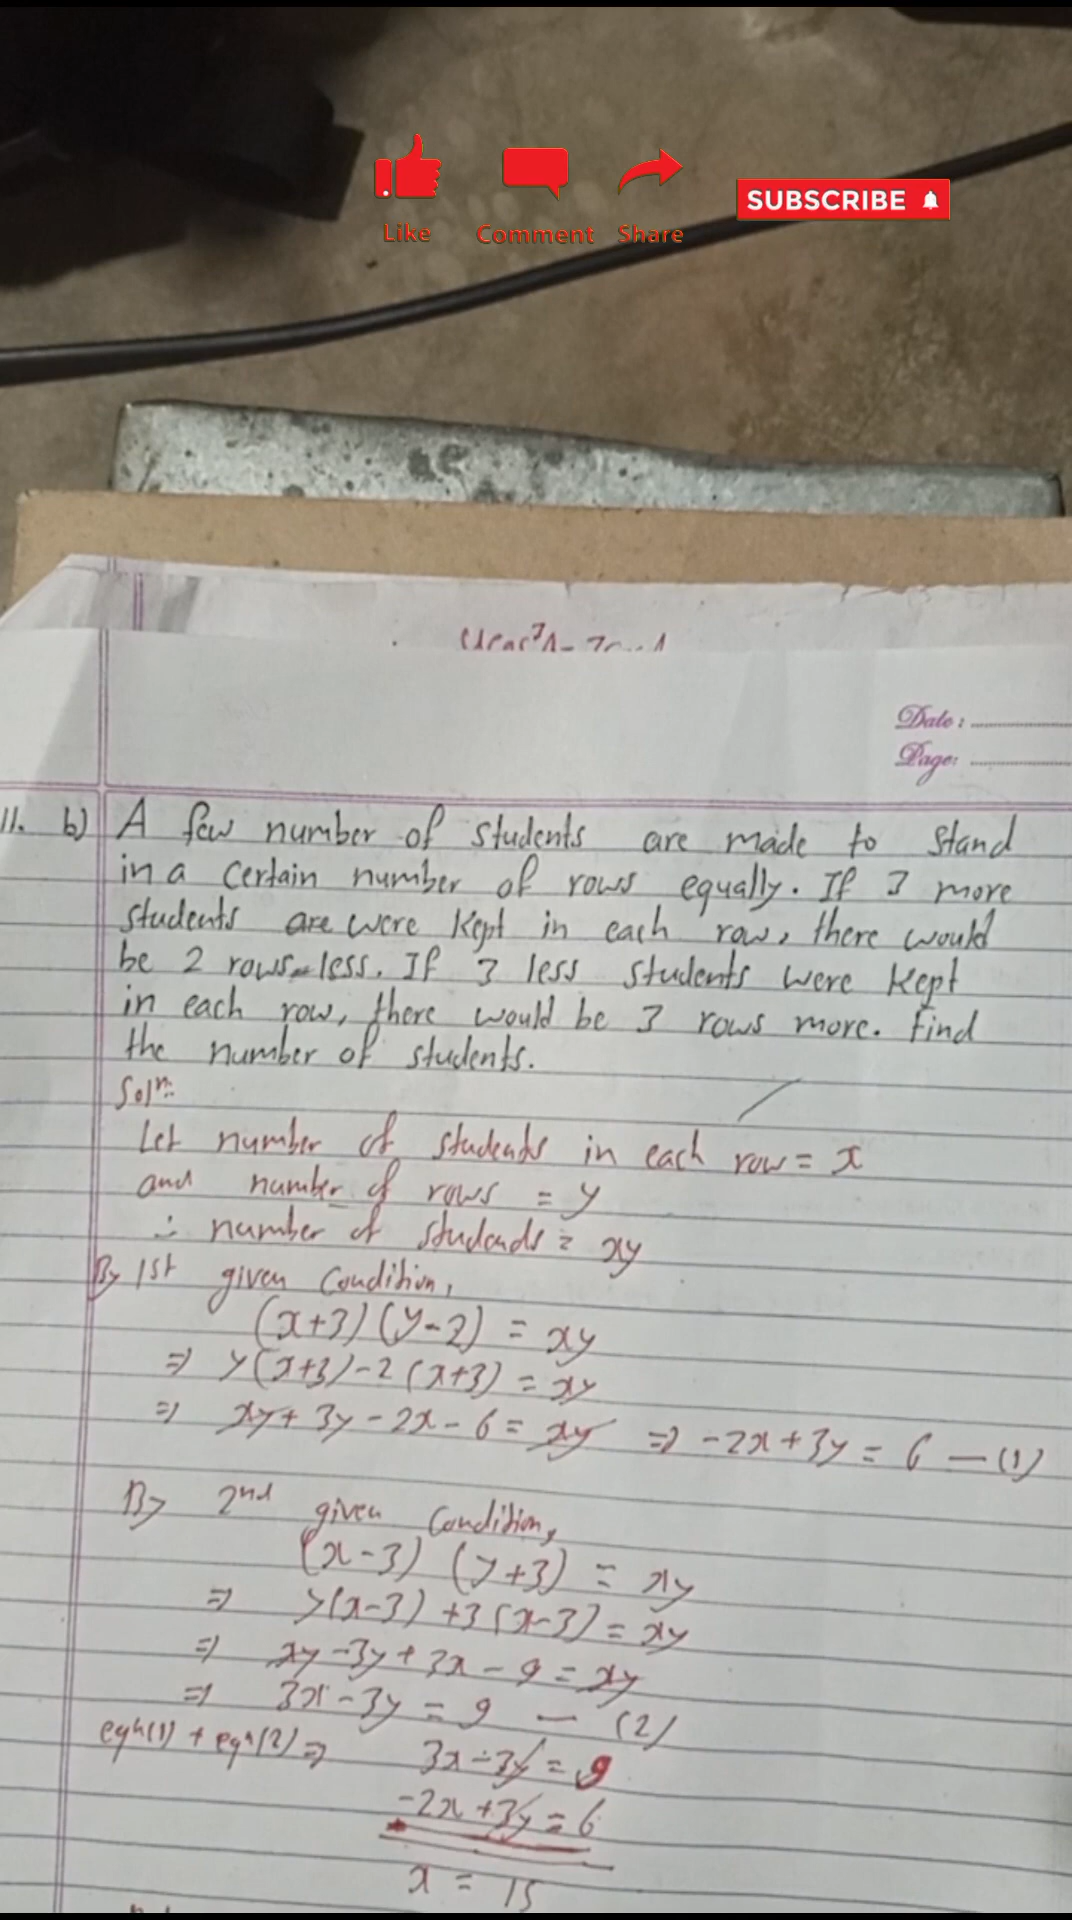 Like Comment Share SUBSCRIBE
Date:
Page:
11. b) A few number of students are made to stand
in a certain number of rows equally. If 3 more
students are were kept in each row, there would
be 2 rows less. If 3 less students were kept
in each row, there would be 3 rows more. Find
the number of students.
Solⁿ:
Let number of students in each row = x
and number of rows = y
∴ number of students = xy
By 1st given condition,
(x+3) (y-2) = xy
⇒ y(x+3)-2(x+3) = xy
⇒ xy+3y-2x-6 = xy ⇒ -2x+3y = 6 — (1)
By 2nd given condition,
(x-3) (y+3) = xy
⇒ y(x-3) +3(x-3) = xy
⇒ xy-3y+3x-9 = xy
⇒ 3x-3y = 9 — (2)
eqn(1) + eqn(2) ⇒ 3x-3y = 9
-2x+3y = 6
x = 15